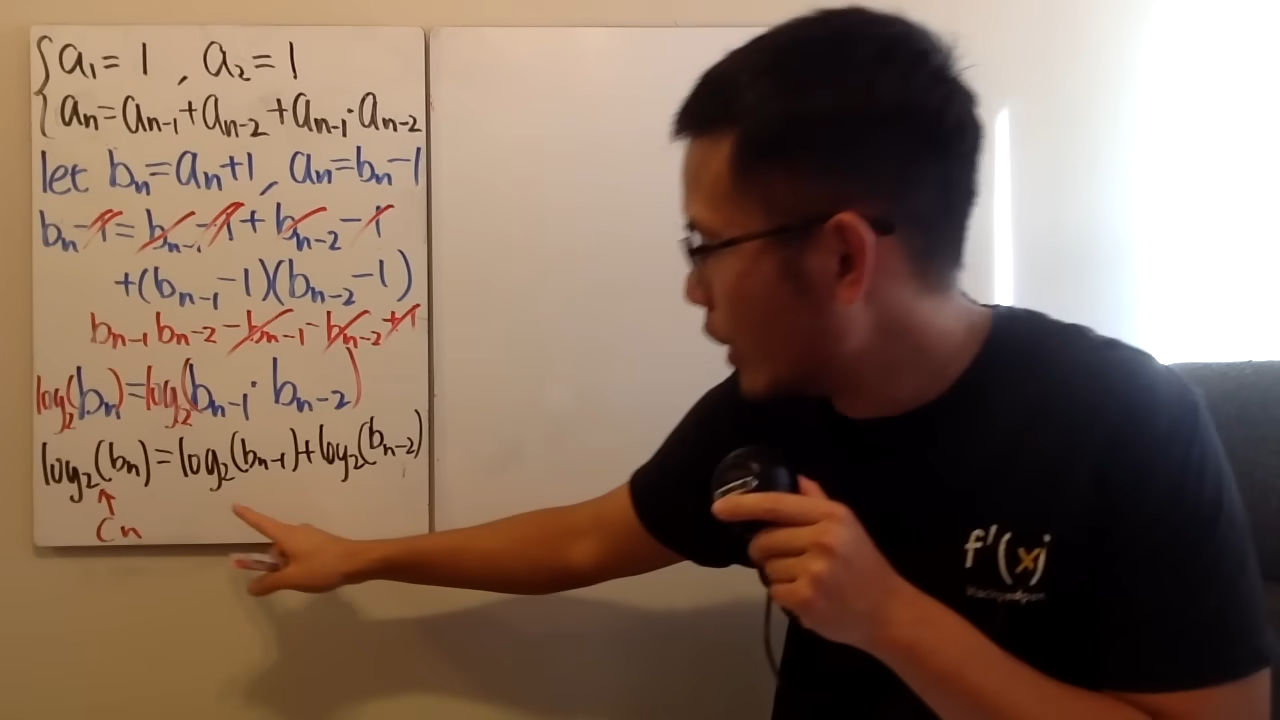 a₁ = 1 , a₂ = 1
aₙ = aₙ₋₁ + aₙ₋₂ + aₙ₋₁ · aₙ₋₂
let bₙ = aₙ + 1 , aₙ = bₙ − 1
bₙ − 1 = bₙ₋₁ − 1 + bₙ₋₂ − 1
+ (bₙ₋₁ − 1)(bₙ₋₂ − 1)
bₙ₋₁ bₙ₋₂ − bₙ₋₁ − bₙ₋₂ + 1
log₂(bₙ) = log₂(bₙ₋₁ · bₙ₋₂)
log₂(bₙ) = log₂(bₙ₋₁) + log₂(bₙ₋₂)
↑
Cₙ
f'(x)